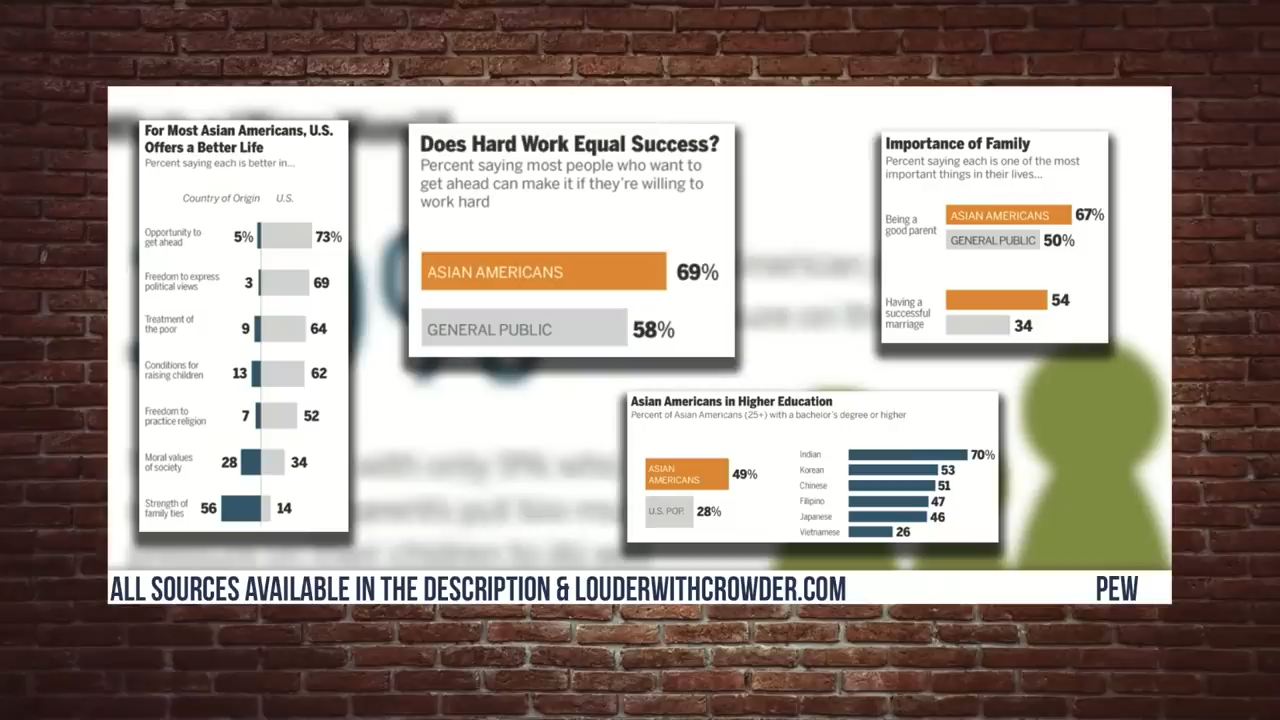 For Most Asian Americans, U.S.
Offers a Better Life
Percent saying each is better in...
Country of Origin U.S.
Opportunity to
get ahead
5% 73%
Freedom to express
political views
3 69
Treatment of
the poor
9 64
Conditions for
raising children
13 62
Freedom to
practice religion
7 52
Moral values
of society
28 34
Strength of
family ties
56 14
Does Hard Work Equal Success?
Percent saying most people who want to
get ahead can make it if they're willing to
work hard
ASIAN AMERICANS 69%
GENERAL PUBLIC 58%
Importance of Family
Percent saying each is one of the most
important things in their lives...
Being a
good parent
ASIAN AMERICANS 67%
GENERAL PUBLIC 50%
Having a
successful
marriage
54
34
Asian Americans in Higher Education
Percent of Asian Americans (25+) with a bachelor's degree or higher
ASIAN
AMERICANS
49%
U.S. POP. 28%
Indian 70%
Korean 53
Chinese 51
Filipino 47
Japanese 46
Vietnamese 26
ALL SOURCES AVAILABLE IN THE DESCRIPTION & LOUDERWITHCROWDER.COM PEW